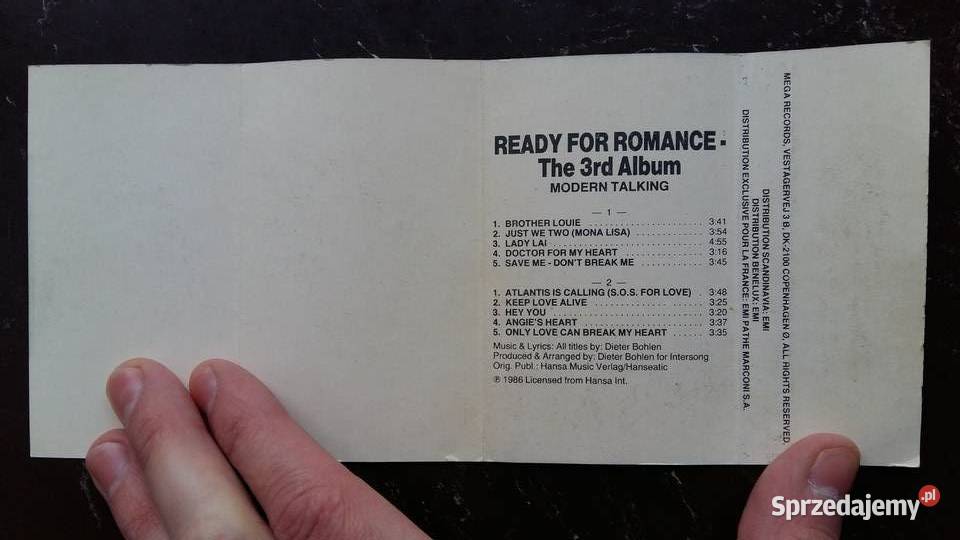 READY FOR ROMANCE -
The 3rd Album
MODERN TALKING
— 1 —
1. BROTHER LOUIE ........................ 3:41
2. JUST WE TWO (MONA LISA) .............. 3:54
3. LADY LAI ............................. 4:55
4. DOCTOR FOR MY HEART .................. 3:16
5. SAVE ME - DON'T BREAK ME ............. 3:45
— 2 —
1. ATLANTIS IS CALLING (S.O.S. FOR LOVE) . 3:48
2. KEEP LOVE ALIVE ...................... 3:25
3. HEY YOU .............................. 3:20
4. ANGIE'S HEART ........................ 3:37
5. ONLY LOVE CAN BREAK MY HEART ......... 3:35
Music & Lyrics: All titles by: Dieter Bohlen
Produced & Arranged by: Dieter Bohlen for Intersong
Orig. Publ.: Hansa Music Verlag/Hanseatic
℗ 1986 Licensed from Hansa Int.
MEGA RECORDS, VESTAGERVEJ 3 B, DK-2100 COPENHAGEN Ø, ALL RIGHTS RESERVED.
DISTRIBUTION SCANDINAVIA: EMI
DISTRIBUTION BENELUX: EMI
DISTRIBUTION EXCLUSIVE POUR LA FRANCE: EMI PATHE MARCONI S.A.
Sprzedajemy.pl